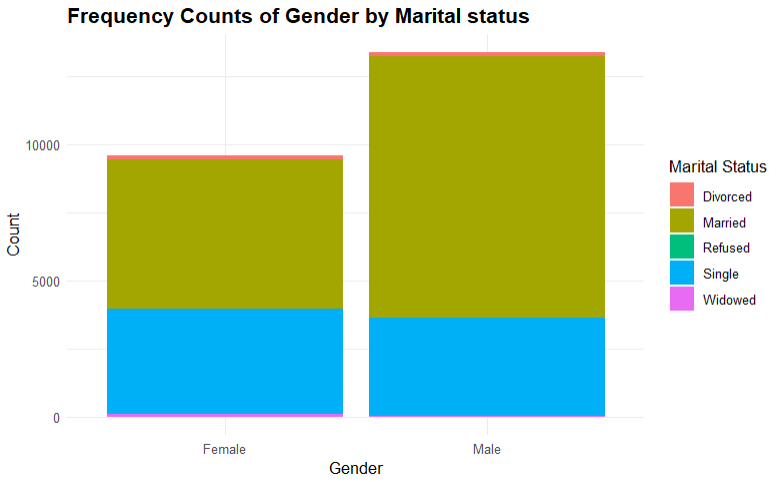 Frequency Counts of Gender by Marital status
Count
10000
5000
0
Female
Male
Gender
Marital Status
Divorced
Married
Refused
Single
Widowed